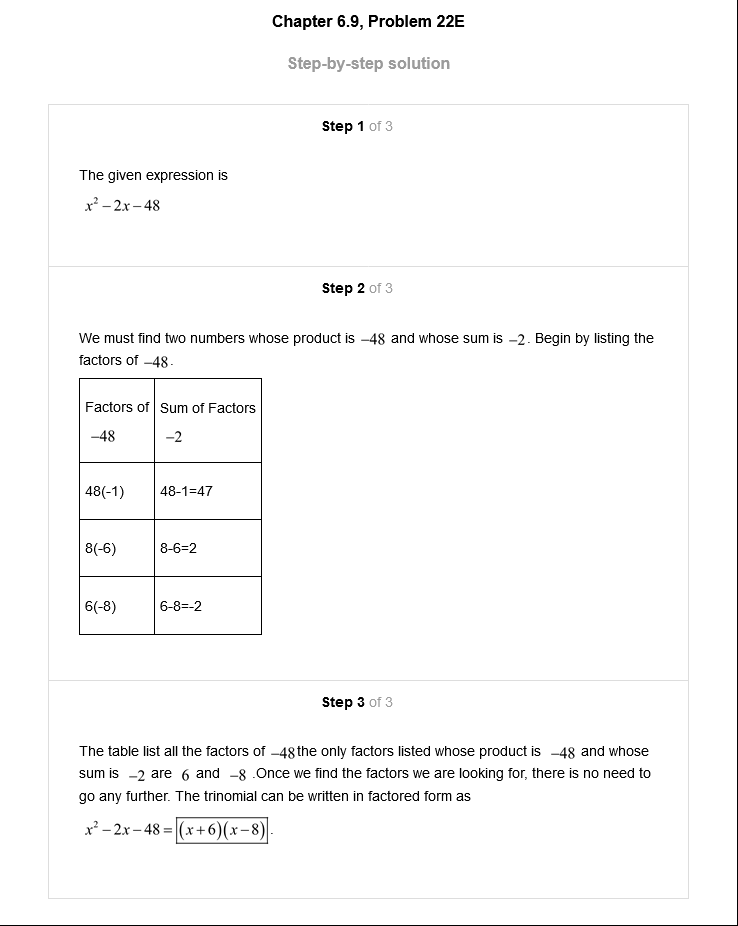 Chapter 6.9, Problem 22E
Step-by-step solution
Step 1 of 3
The given expression is
x² – 2x – 48
Step 2 of 3
We must find two numbers whose product is –48 and whose sum is –2. Begin by listing the
factors of –48.
Factors of Sum of Factors
–48 –2
48(-1) 48-1=47
8(-6) 8-6=2
6(-8) 6-8=-2
Step 3 of 3
The table list all the factors of –48the only factors listed whose product is –48 and whose
sum is –2 are 6 and –8 .Once we find the factors we are looking for, there is no need to
go any further. The trinomial can be written in factored form as
x² – 2x – 48 = (x+6)(x–8).